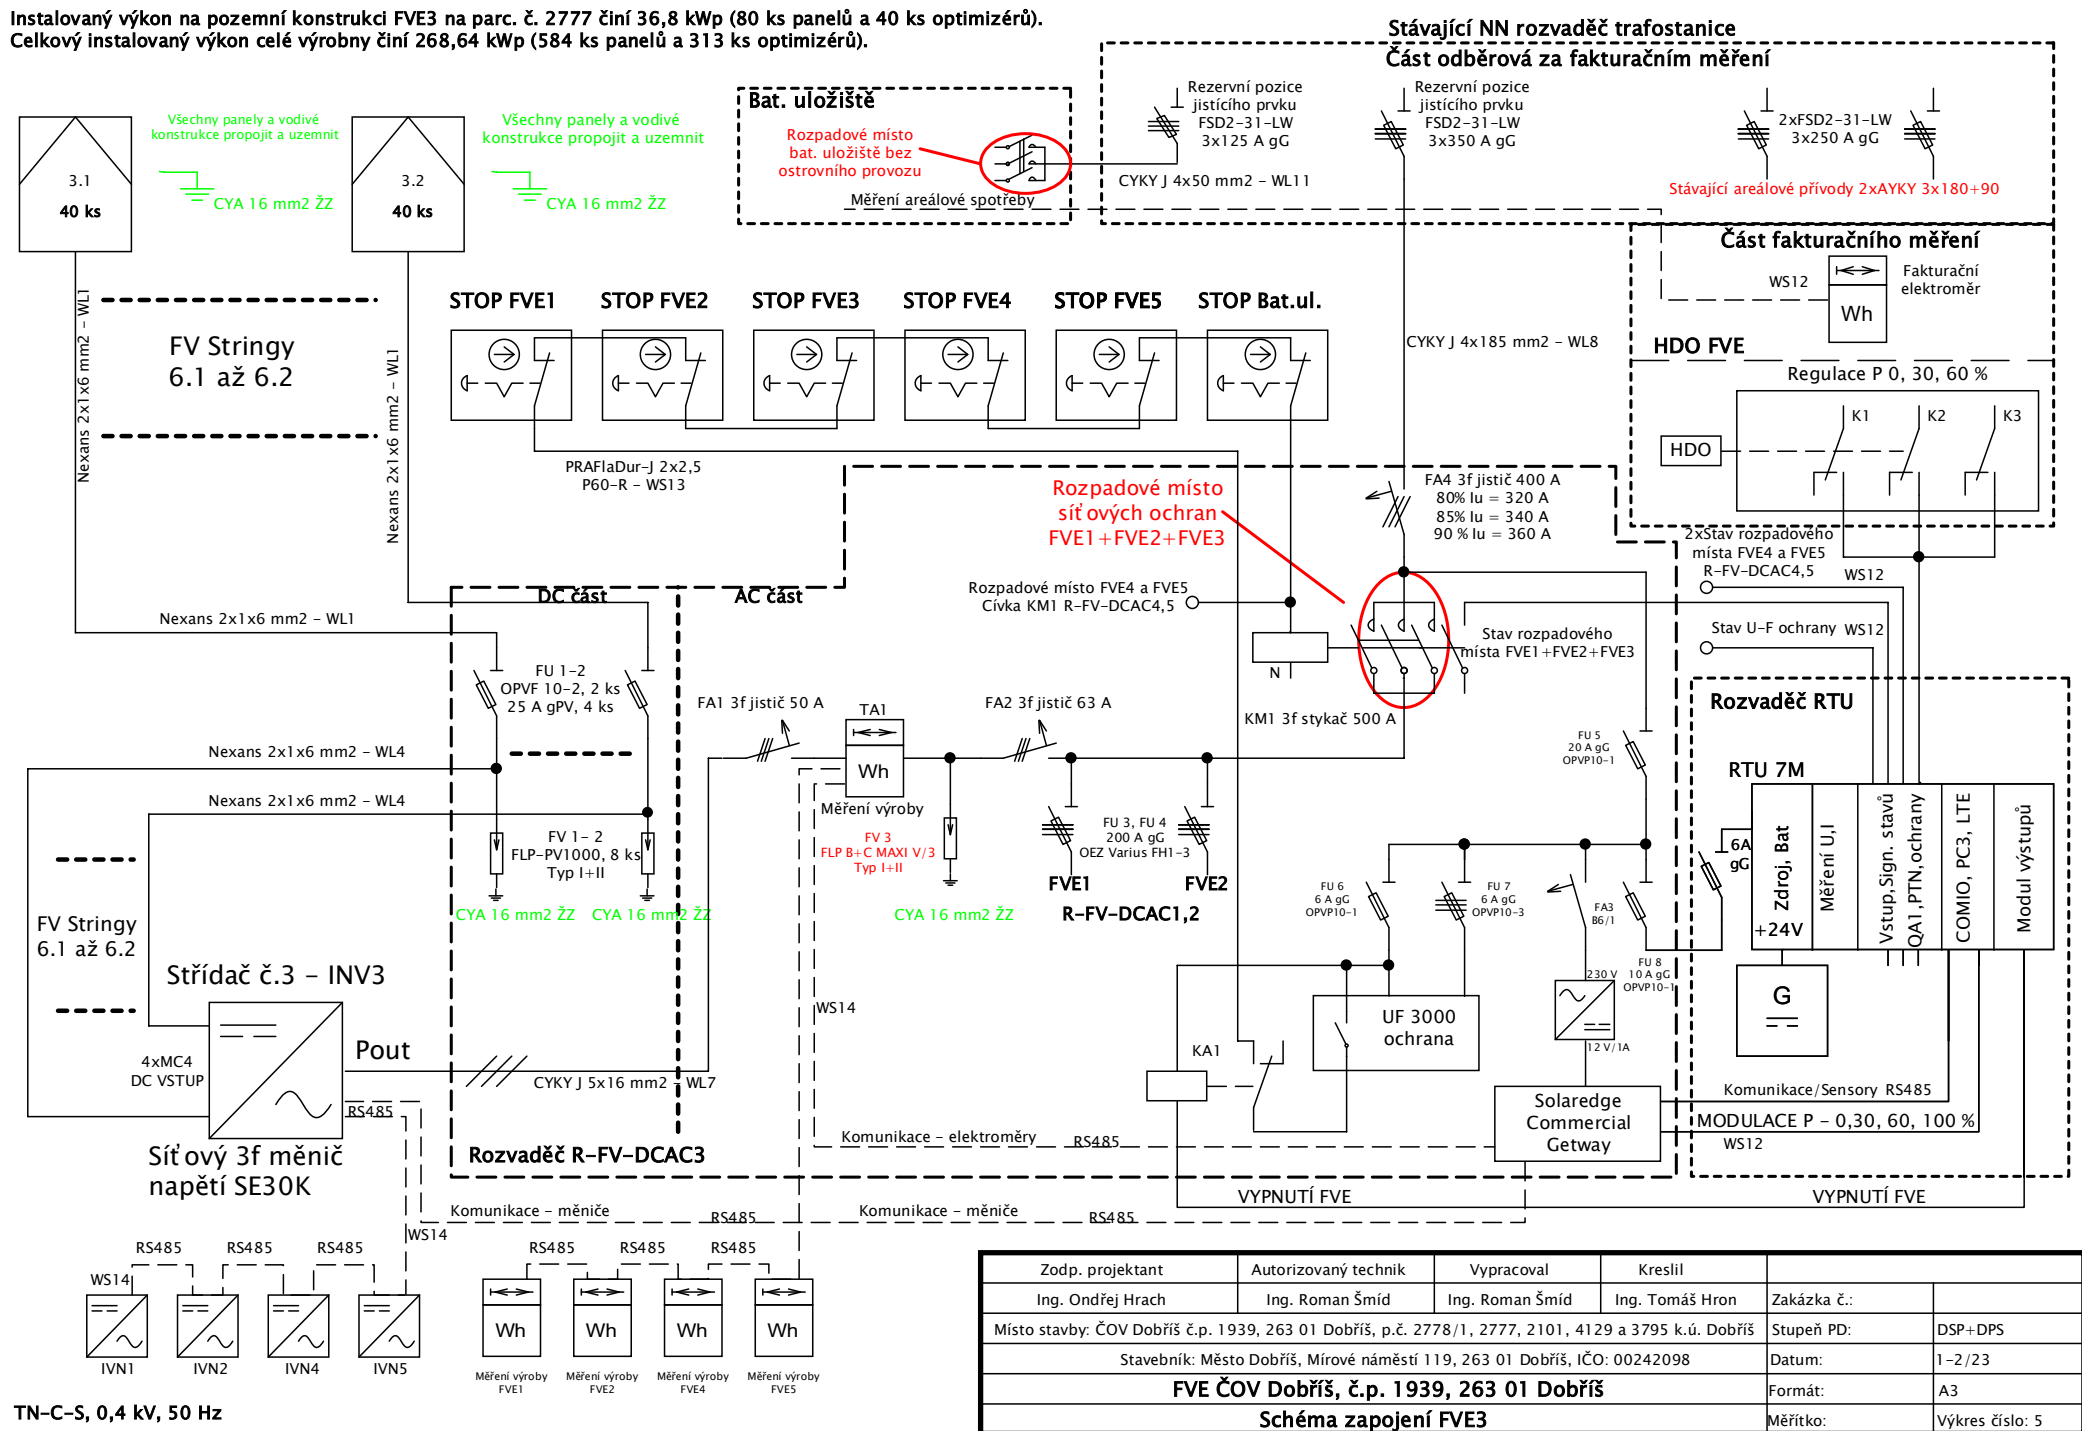 Instalovaný výkon na pozemní konstrukci FVE3 na parc. č. 2777 činí 36,8 kWp (80 ks panelů a 40 ks optimizérů).
Celkový instalovaný výkon celé výrobny činí 268,64 kWp (584 ks panelů a 313 ks optimizérů).
Stávající NN rozvaděč trafostanice
Část odběrová za fakturačním měření
Bat. uložiště
Rozpadové místo
bat. uložiště bez
ostrovního provozu
Měření areálové spotřeby
Rezervní pozice
jistícího prvku
FSD2-31-LW
3x125 A gG
Rezervní pozice
jistícího prvku
FSD2-31-LW
3x350 A gG
2xFSD2-31-LW
3x250 A gG
CYKY J 4x50 mm2 - WL11
Stávající areálové přívody 2xAYKY 3x180+90
Všechny panely a vodivé
konstrukce propojit a uzemnit
CYA 16 mm2 ŽZ
Všechny panely a vodivé
konstrukce propojit a uzemnit
CYA 16 mm2 ŽZ
3.1
40 ks
3.2
40 ks
Část fakturačního měření
WS12
Fakturační
elektroměr
Wh
HDO FVE
Regulace P 0, 30, 60 %
HDO
K1
K2
K3
Nexans 2x1x6 mm2 - WL1
Nexans 2x1x6 mm2 - WL1
FV Stringy
6.1 až 6.2
STOP FVE1
STOP FVE2
STOP FVE3
STOP FVE4
STOP FVE5
STOP Bat.ul.
CYKY J 4x185 mm2 - WL8
PRAFlaDur-J 2x2,5
P60-R - WS13
Rozpadové místo
síťových ochran
FVE1+FVE2+FVE3
FA4 3f jistič 400 A
80% Iu = 320 A
85% Iu = 340 A
90 % Iu = 360 A
2xStav rozpadového
místa FVE4 a FVE5
R-FV-DCAC4,5
WS12
Stav U-F ochrany
WS12
Rozpadové místo FVE4 a FVE5
Cívka KM1 R-FV-DCAC4,5
N
KM1 3f stykač 500 A
Stav rozpadového
místa FVE1+FVE2+FVE3
DC část
AC část
Nexans 2x1x6 mm2 - WL1
FU 1-2
OPVF 10-2, 2 ks
25 A gPV, 4 ks
Nexans 2x1x6 mm2 - WL4
Nexans 2x1x6 mm2 - WL4
FV 1- 2
FLP-PV1000, 8 ks
Typ I+II
CYA 16 mm2 ŽZ
CYA 16 mm2 ŽZ
FA1 3f jistič 50 A
TA1
Wh
Měření výroby
FV 3
FLP B+C MAXI V/3
Typ I+II
CYA 16 mm2 ŽZ
FA2 3f jistič 63 A
FU 3, FU 4
200 A gG
OEZ Varius FH1-3
FVE1
FVE2
R-FV-DCAC1,2
FU 5
20 A gG
OPVP10-1
FU 6
6 A gG
OPVP10-1
FU 7
6 A gG
OPVP10-3
FA3
B6/1
FU 8
10 A gG
OPVP10-1
Rozvaděč RTU
RTU 7M
6A
gG
Zdroj, Bat
+24V
Měření U,I
Vstup,Sign. stavů
QA1,PTN,ochrany
COMIO, PC3, LTE
Modul výstupů
G
FV Stringy
6.1 až 6.2
Střídač č.3 - INV3
4xMC4
DC VSTUP
Pout
RS485
CYKY J 5x16 mm2 - WL7
Síťový 3f měnič
napětí SE30K
Rozvaděč R-FV-DCAC3
WS14
KA1
UF 3000
ochrana
230 V
12 V/1A
Solaredge
Commercial
Getway
Komunikace/Sensory RS485
MODULACE P - 0,30, 60, 100 %
WS12
Komunikace - elektroměry
RS485
VYPNUTÍ FVE
VYPNUTÍ FVE
Komunikace - měniče
RS485
Komunikace - měniče
RS485
WS14
RS485
RS485
RS485
WS14
IVN1
IVN2
IVN4
IVN5
RS485
RS485
RS485
Wh
Wh
Wh
Wh
Měření výroby
FVE1
Měření výroby
FVE2
Měření výroby
FVE4
Měření výroby
FVE5
TN-C-S, 0,4 kV, 50 Hz
Zodp. projektant
Autorizovaný technik
Vypracoval
Kreslil
Ing. Ondřej Hrach
Ing. Roman Šmíd
Ing. Roman Šmíd
Ing. Tomáš Hron
Zakázka č.:
Místo stavby: ČOV Dobříš č.p. 1939, 263 01 Dobříš, p.č. 2778/1, 2777, 2101, 4129 a 3795 k.ú. Dobříš
Stupeň PD:
DSP+DPS
Stavebník: Město Dobříš, Mírové náměstí 119, 263 01 Dobříš, IČO: 00242098
Datum:
1-2/23
FVE ČOV Dobříš, č.p. 1939, 263 01 Dobříš
Formát:
A3
Schéma zapojení FVE3
Měřítko:
Výkres číslo: 5